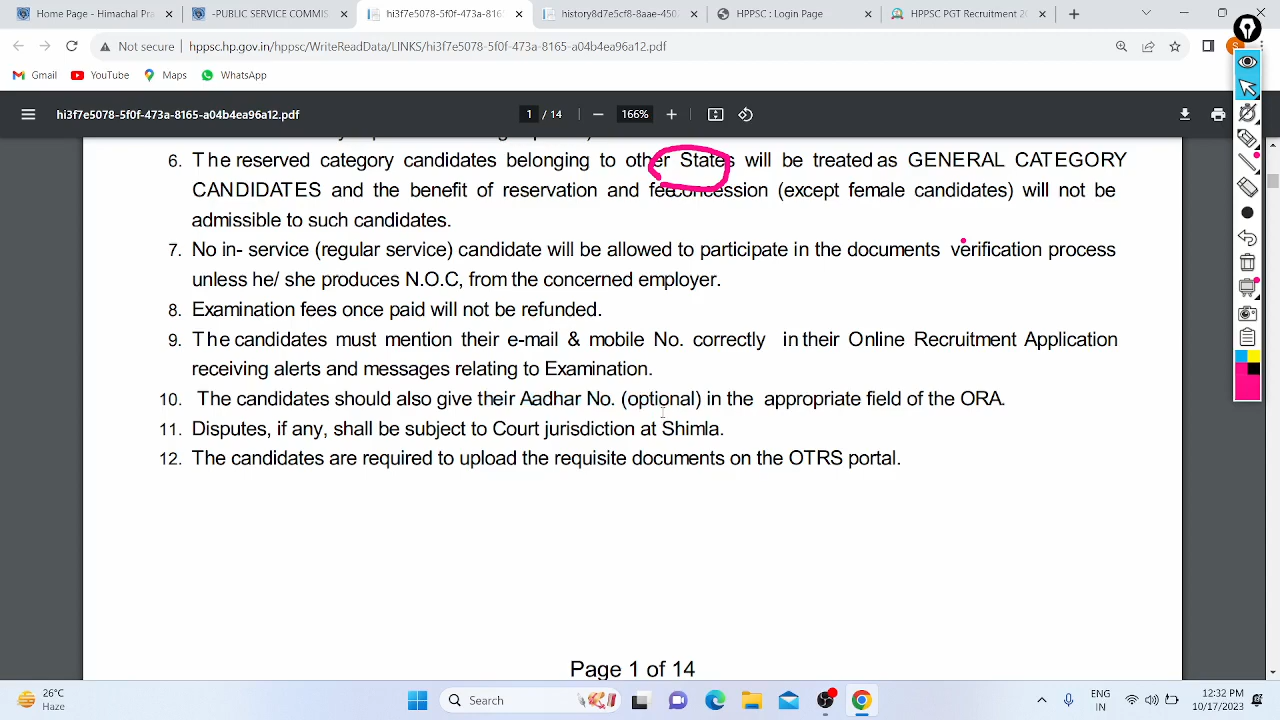 Home Page - Himachal Pro
-PUBLIC SERVICE COMMIS
hi3f7e5078-5f0f-473a-816
history8d7e5cf8-8aae-450
HPPSC : Login Page
HPPSC PGT Recruitment 20
Not secure hppsc.hp.gov.in/hppsc/WriteReadData/LINKS/hi3f7e5078-5f0f-473a-8165-a04b4ea96a12.pdf
Gmail YouTube Maps WhatsApp
hi3f7e5078-5f0f-473a-8165-a04b4ea96a12.pdf 1 / 14 166%
6. The reserved category candidates belonging to other States will be treated as GENERAL CATEGORY
CANDIDATES and the benefit of reservation and fee concession (except female candidates) will not be
admissible to such candidates.
7. No in- service (regular service) candidate will be allowed to participate in the documents verification process
unless he/ she produces N.O.C, from the concerned employer.
8. Examination fees once paid will not be refunded.
9. The candidates must mention their e-mail & mobile No. correctly in their Online Recruitment Application
receiving alerts and messages relating to Examination.
10. The candidates should also give their Aadhar No. (optional) in the appropriate field of the ORA.
11. Disputes, if any, shall be subject to Court jurisdiction at Shimla.
12. The candidates are required to upload the requisite documents on the OTRS portal.
Page 1 of 14
26°C
Haze
Search
ENG
IN
12:32 PM
10/17/2023